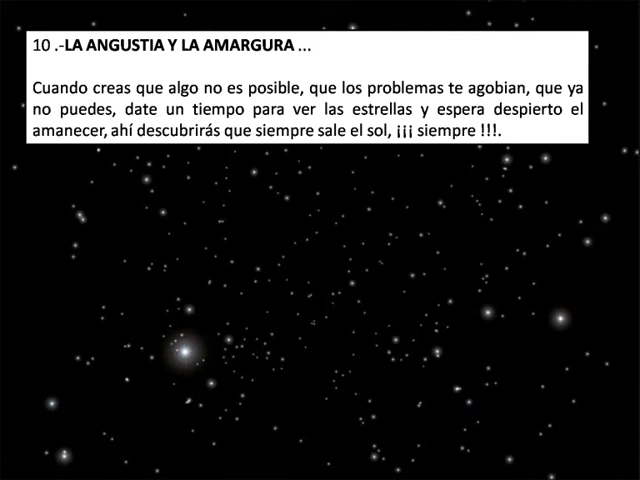 10 .-LA ANGUSTIA Y LA AMARGURA ...
Cuando creas que algo no es posible, que los problemas te agobian, que ya
no puedes, date un tiempo para ver las estrellas y espera despierto el
amanecer, ahí descubrirás que siempre sale el sol, ¡¡¡ siempre !!!.